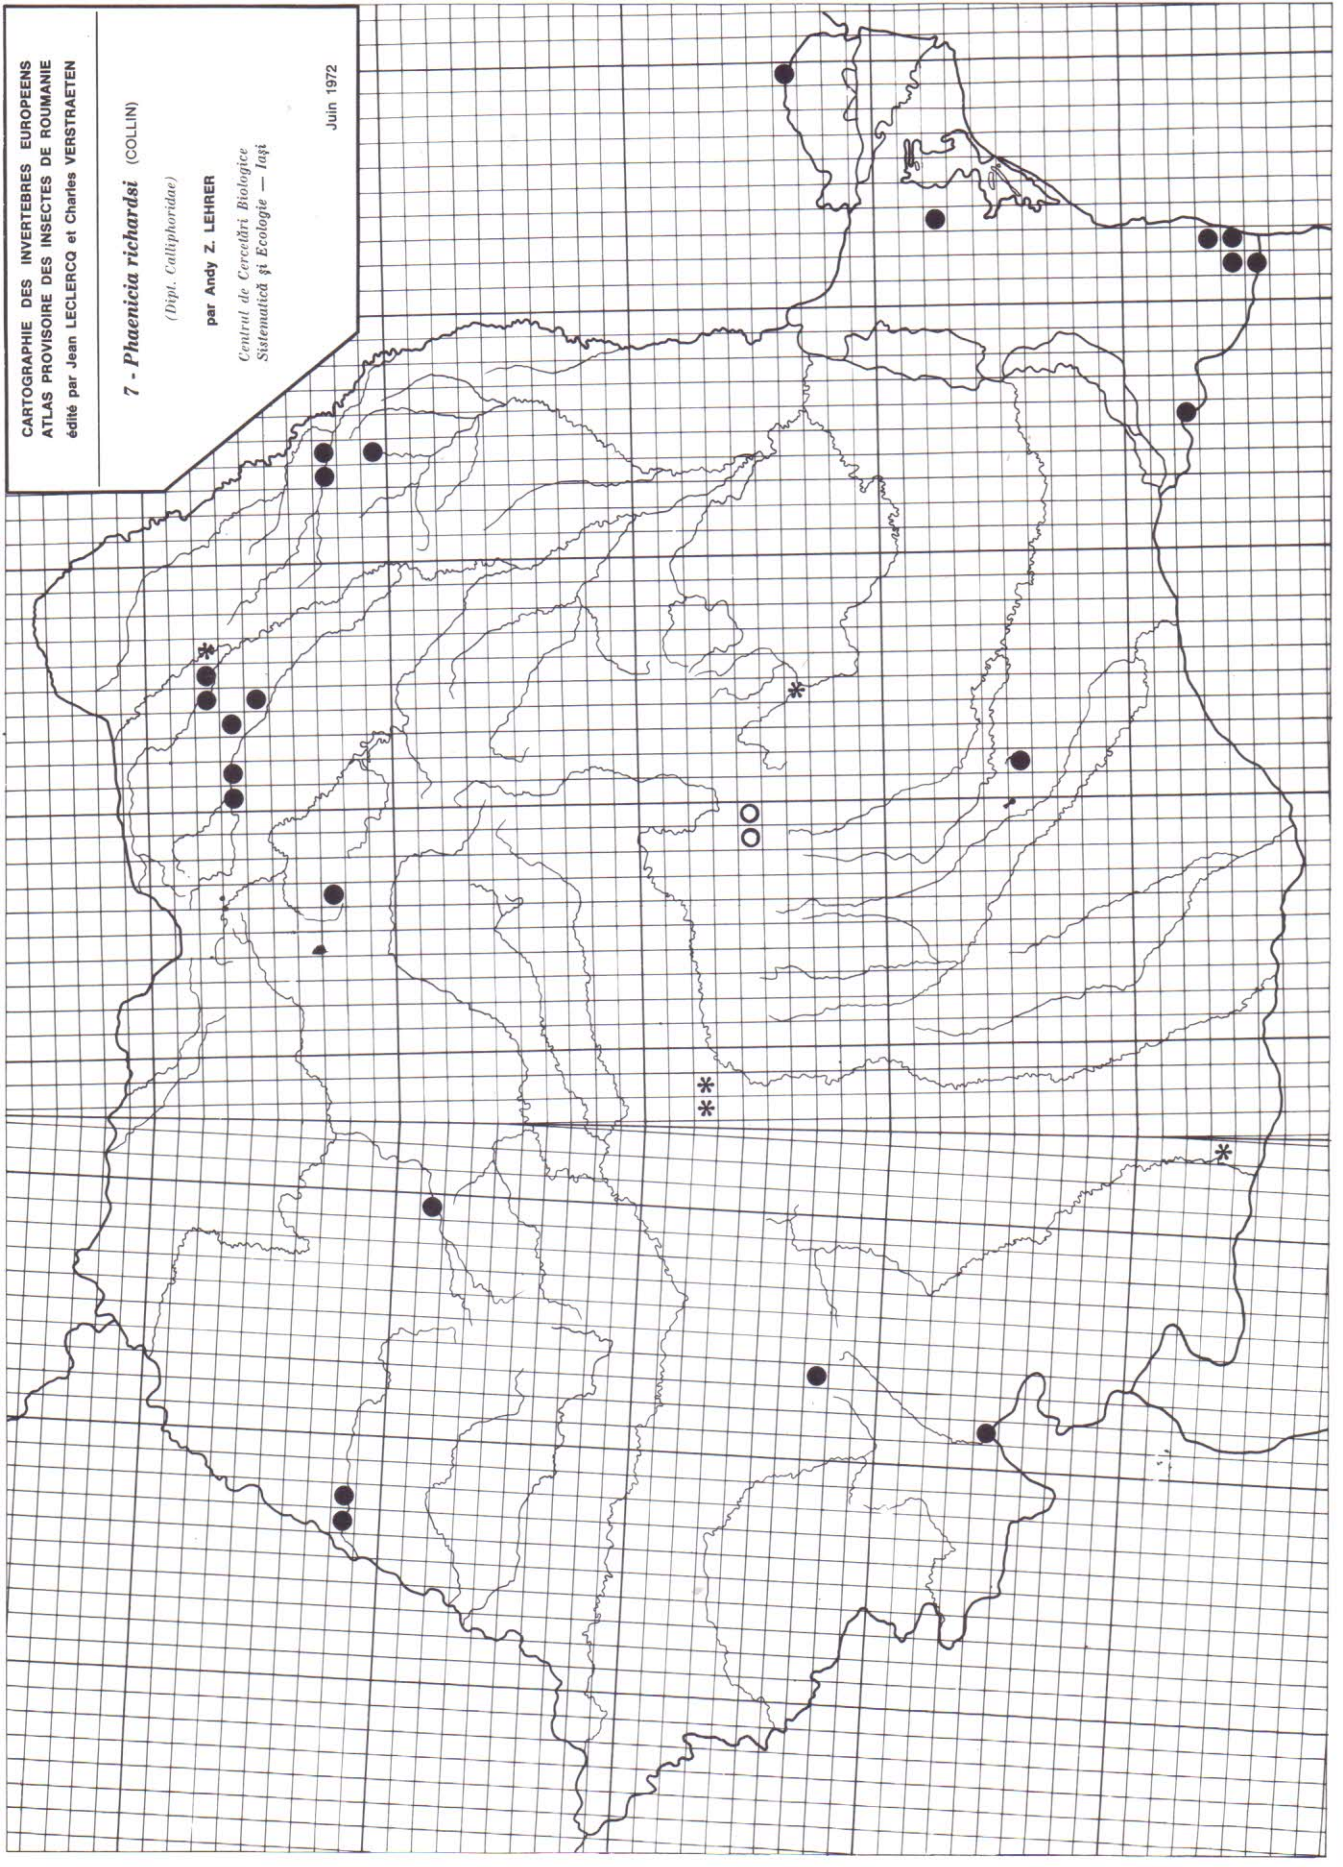 CARTOGRAPHIE DES INVERTEBRES EUROPEENS
ATLAS PROVISOIRE DES INSECTES DE ROUMANIE
édité par Jean LECLERCQ et Charles VERSTRAETEN
7 - Phaenicia richardsi (COLLIN)
(Dipt. Calliphoridae)
par Andy Z. LEHRER
Centrul de Cercetări Biologice
Sistematică şi Ecologie — Iaşi
Juin 1972